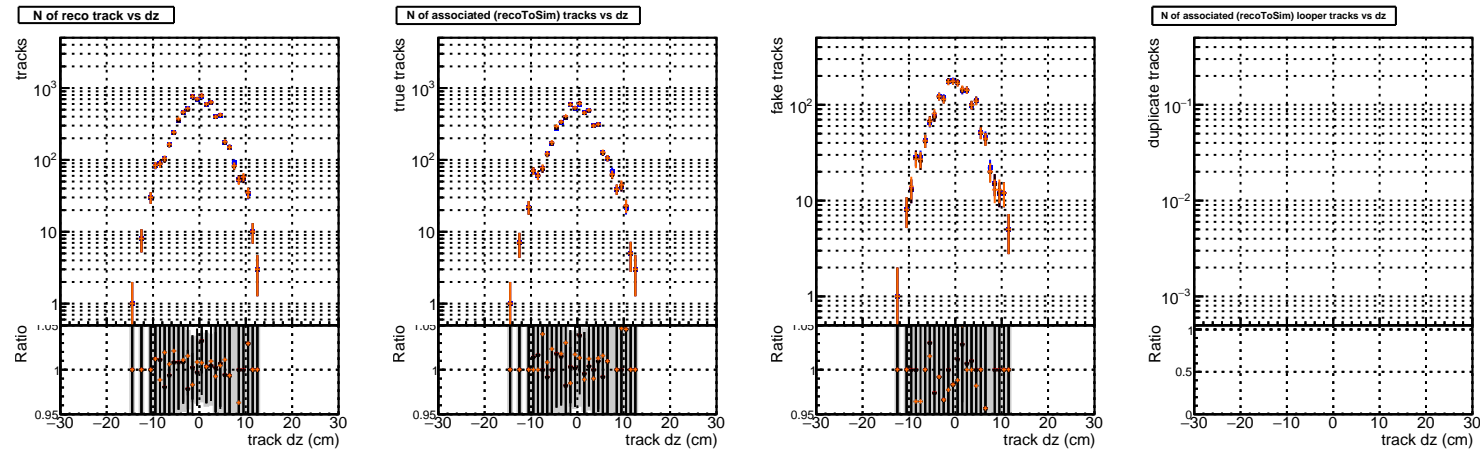 N of reco track vs dz
tracks
10³
10²
10
1
Ratio
1.05
1
0.95
−30 −20 −10 0 10 20 30
track dz (cm)
N of associated (recoToSim) tracks vs dz
true tracks
10³
10²
10
1
Ratio
1.05
1
0.95
−30 −20 −10 0 10 20 30
track dz (cm)
fake tracks
10²
10
1
Ratio
1.05
1
0.95
−30 −20 −10 0 10 20 30
track dz (cm)
N of associated (recoToSim) looper tracks vs dz
duplicate tracks
10⁻¹
10⁻²
10⁻³
Ratio
1
0.5
0
−30 −20 −10 0 10 20 30
track dz (cm)